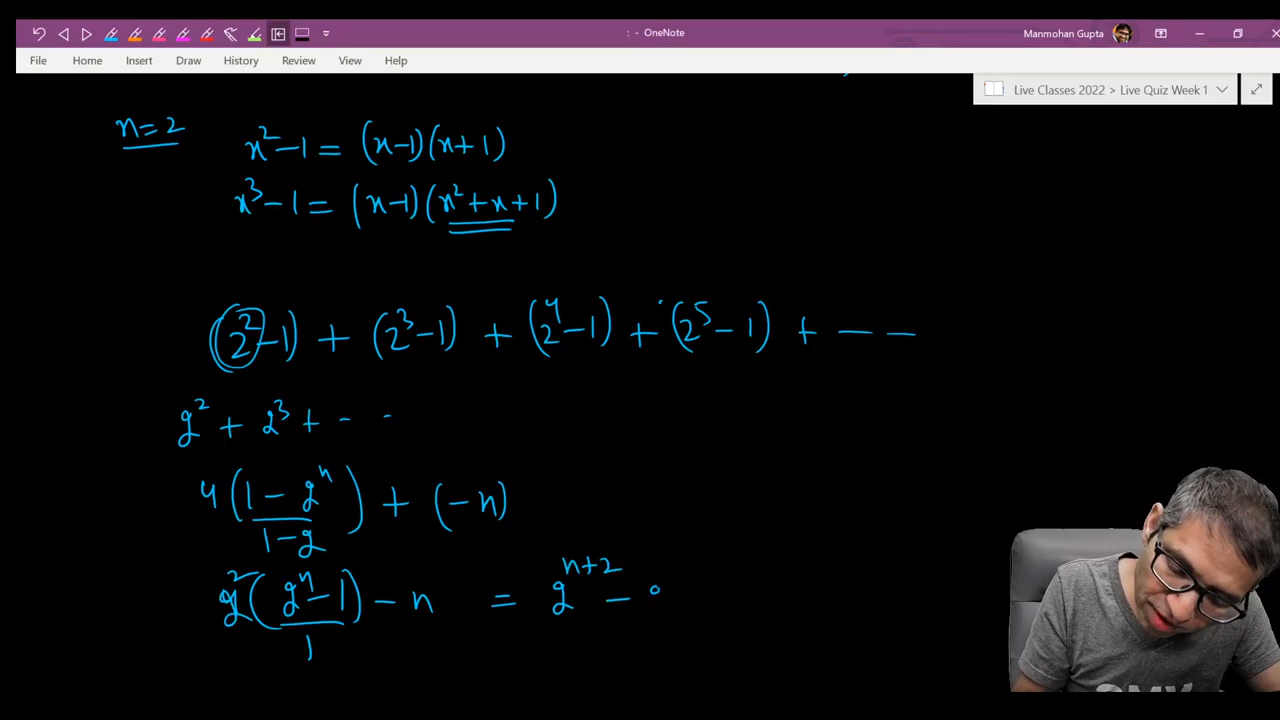 : - OneNote
Manmohan Gupta
File Home Insert Draw History Review View Help
Live Classes 2022 > Live Quiz Week 1
n=2
x²-1 = (x-1)(x+1)
x³-1 = (x-1)(x²+x+1)
(2²-1) + (2³-1) + (2⁴-1) + (2⁵-1) + — —
2² + 2³ + - -
4((1-2ⁿ)/(1-2)) + (-n)
2²((2ⁿ-1)/1) - n = 2ⁿ⁺² -